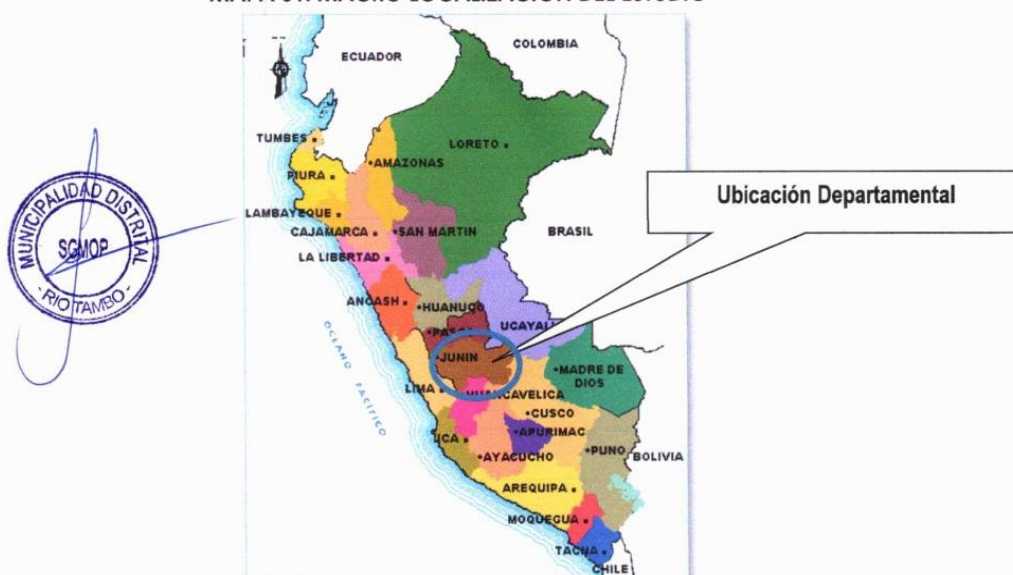 ECUADOR
COLOMBIA
TUMBES
LORETO
AMAZONAS
PIURA
LAMBAYEQUE
CAJAMARCA
SAN MARTIN
BRASIL
LA LIBERTAD
ANCASH
HUANUCO
UCAYALI
JUNIN
MADRE DE
DIOS
LIMA
CUSCO
APURIMAC
AYACUCHO
PUNO
BOLIVIA
AREQUIPA
MOQUEGUA
TACNA
CHILE
OCEANO PACIFICO
Ubicación Departamental
MUNICIPALIDAD DISTRITAL
SGMOP
- RIO TAMBO -